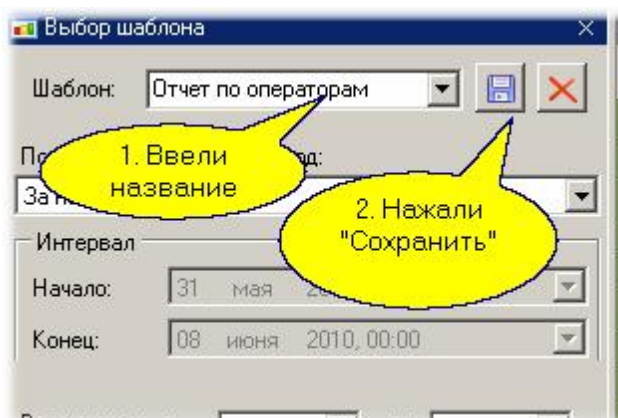 Выбор шаблона
Шаблон: Отчет по операторам
1. Ввели
название
2. Нажали
"Сохранить"
Интервал
Начало: 31 мая
Конец: 08 июня 2010, 00:00